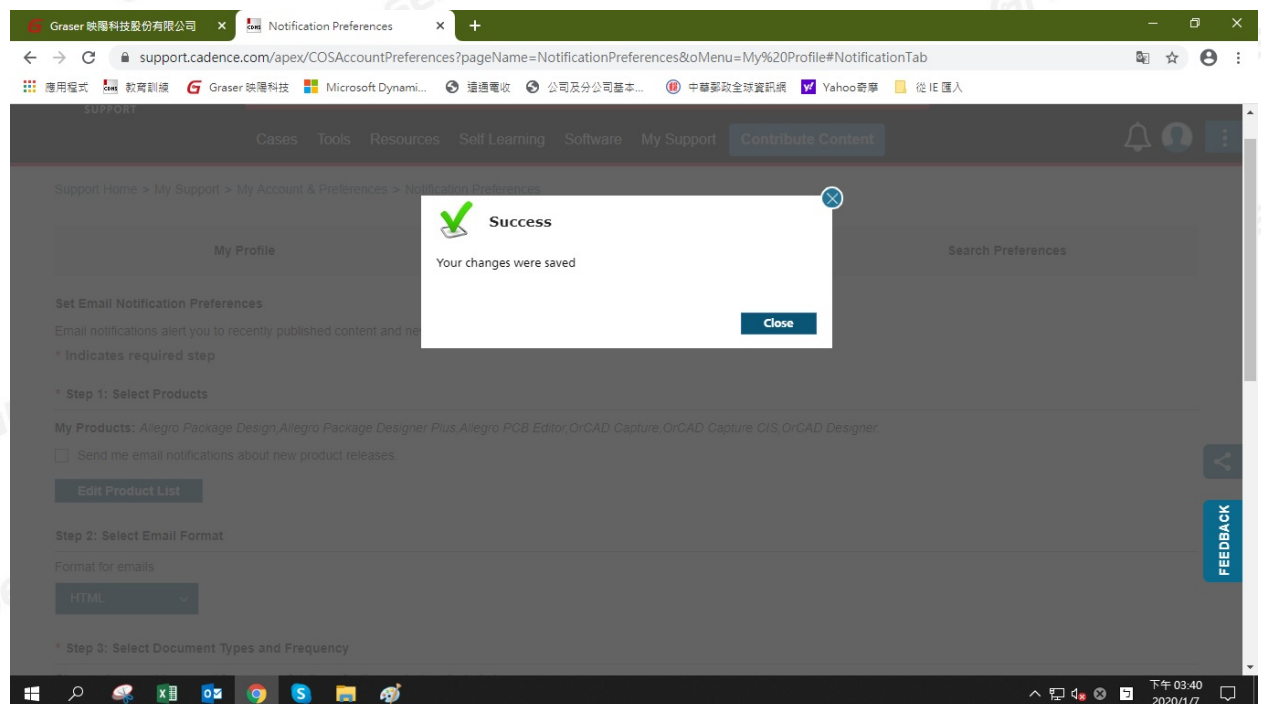 Graser 映陽科技股份有限公司
Notification Preferences
support.cadence.com/apex/COSAccountPreferences?pageName=NotificationPreferences&oMenu=My%20Profile#NotificationTab
應用程式 教育訓練 Graser 映陽科技 Microsoft Dynami... 遠通電收 公司及分公司基本... 中華郵政全球資訊網 Yahoo奇摩 從 IE 匯入
SUPPORT
Cases Tools Resources Self Learning Software My Support Contribute Content
Support Home > My Support > My Account & Preferences > Notification Preferences
Success
Your changes were saved
Close
My Profile
Search Preferences
Set Email Notification Preferences
Email notifications alert you to recently published content and ne
* Indicates required step
* Step 1: Select Products
My Products: Allegro Package Design,Allegro Package Designer Plus,Allegro PCB Editor,OrCAD Capture,OrCAD Capture CIS,OrCAD Designer.
Send me email notifications about new product releases.
Edit Product List
Step 2: Select Email Format
Format for emails
HTML
* Step 3: Select Document Types and Frequency
FEEDBACK
下午 03:40
2020/1/7